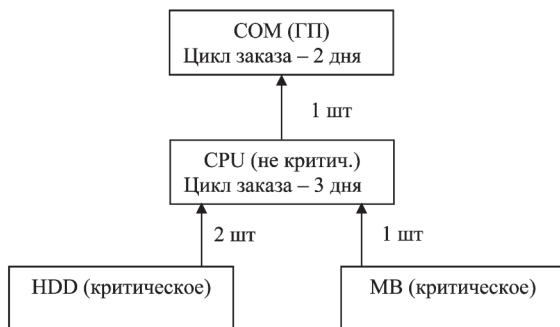 COM (ГП)
Цикл заказа – 2 дня
1 шт
CPU (не критич.)
Цикл заказа – 3 дня
2 шт
1 шт
HDD (критическое)
MB (критическое)